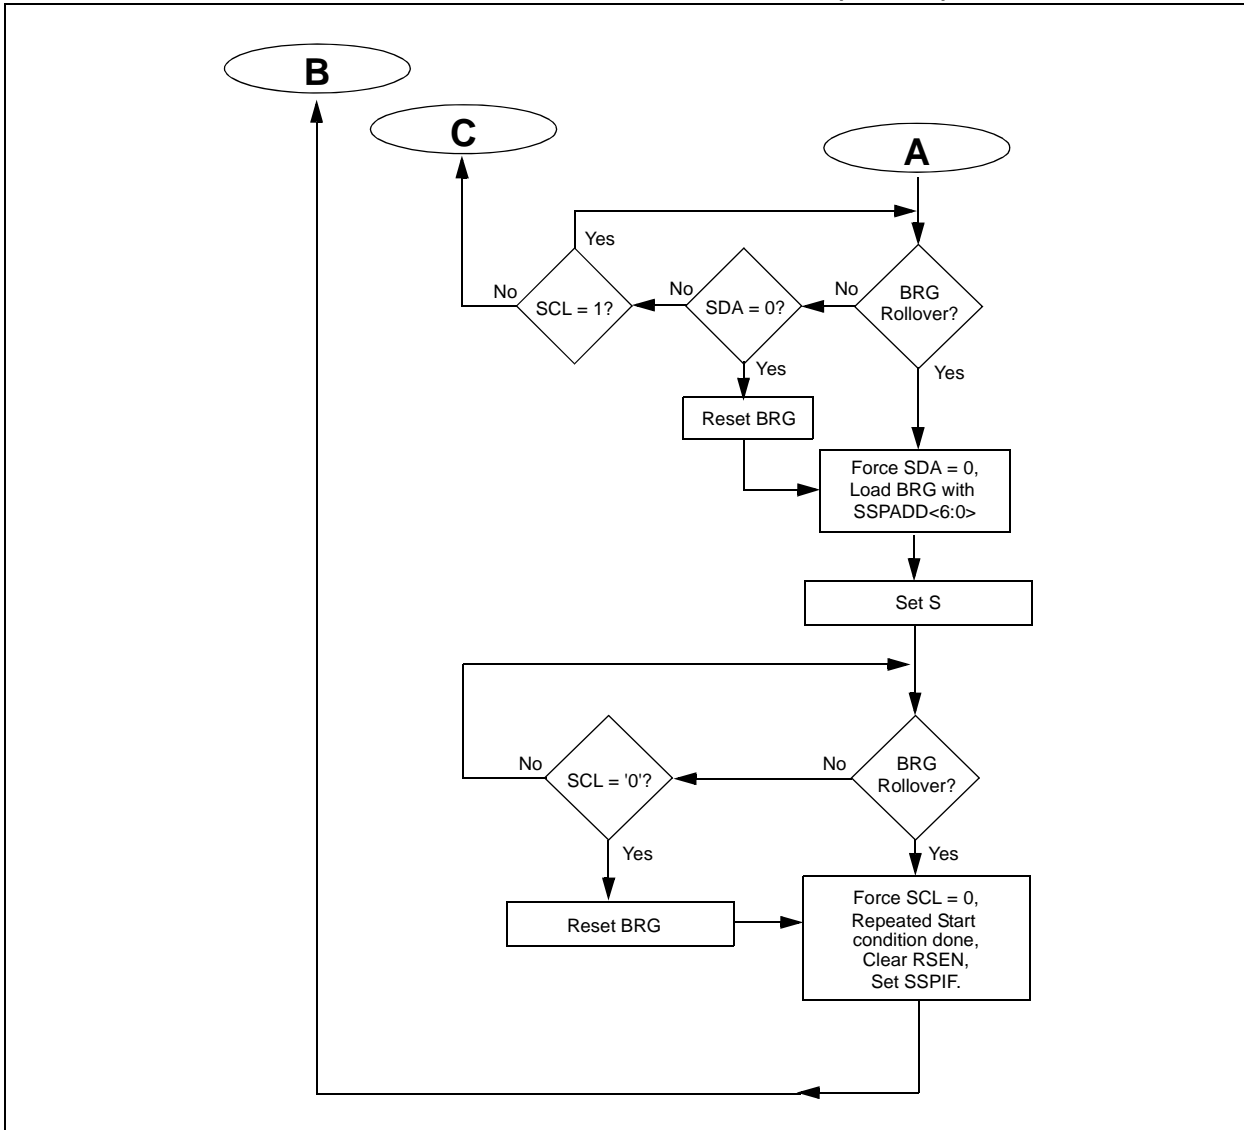 B
C
A
Yes
No
SCL = 1?
No
SDA = 0?
No
BRG
Rollover?
Yes
Yes
Reset BRG
Force SDA = 0,
Load BRG with
SSPADD<6:0>
Set S
No
SCL = '0'?
No
BRG
Rollover?
Yes
Yes
Reset BRG
Force SCL = 0,
Repeated Start
condition done,
Clear RSEN,
Set SSPIF.